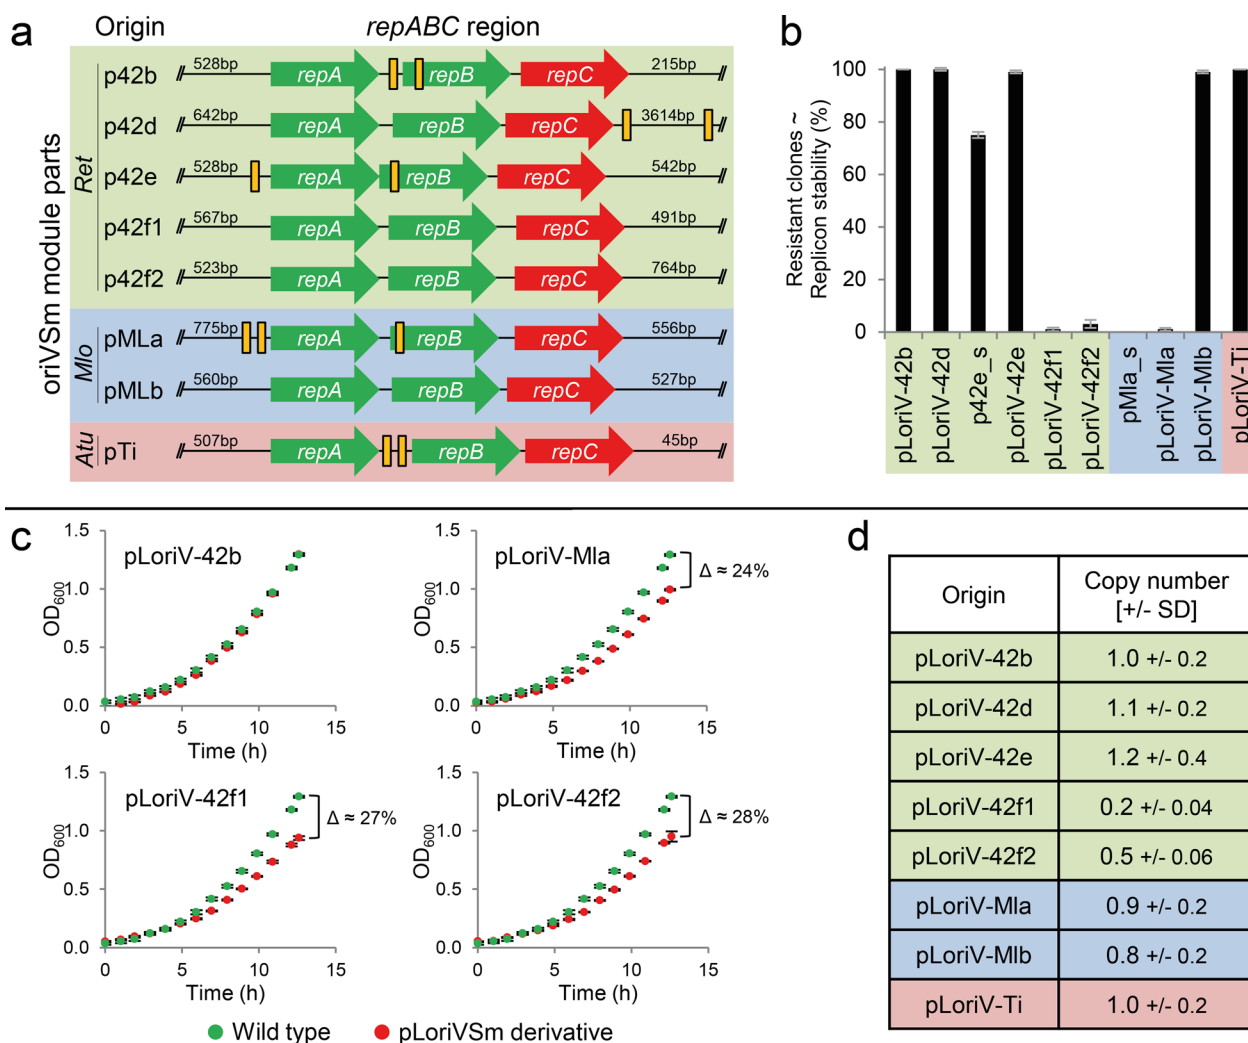 a
Origin
repABC region
oriVSm module parts
Ret
p42b
528bp
repA
repB
repC
215bp
p42d
642bp
repA
repB
repC
3614bp
p42e
528bp
repA
repB
repC
542bp
p42f1
567bp
repA
repB
repC
491bp
p42f2
523bp
repA
repB
repC
764bp
Mlo
pMLa
775bp
repA
repB
repC
556bp
pMLb
560bp
repA
repB
repC
527bp
Atu
pTi
507bp
repA
repB
repC
45bp
b
Resistant clones ~
Replicon stability (%)
100
80
60
40
20
0
pLoriV-42b
pLoriV-42d
p42e_s
pLoriV-42e
pLoriV-42f1
pLoriV-42f2
pMla_s
pLoriV-Mla
pLoriV-Mlb
pLoriV-Ti
c
pLoriV-42b
OD600
1.5
1.0
0.5
0.0
0 5 10 15
Time (h)
pLoriV-Mla
Δ ≈ 24%
OD600
1.5
1.0
0.5
0.0
0 5 10 15
Time (h)
pLoriV-42f1
Δ ≈ 27%
OD600
1.5
1.0
0.5
0.0
0 5 10 15
Time (h)
pLoriV-42f2
Δ ≈ 28%
OD600
1.5
1.0
0.5
0.0
0 5 10 15
Time (h)
Wild type
pLoriVSm derivative
d
Origin
Copy number
[+/- SD]
pLoriV-42b 1.0 +/- 0.2
pLoriV-42d 1.1 +/- 0.2
pLoriV-42e 1.2 +/- 0.4
pLoriV-42f1 0.2 +/- 0.04
pLoriV-42f2 0.5 +/- 0.06
pLoriV-Mla 0.9 +/- 0.2
pLoriV-Mlb 0.8 +/- 0.2
pLoriV-Ti 1.0 +/- 0.2